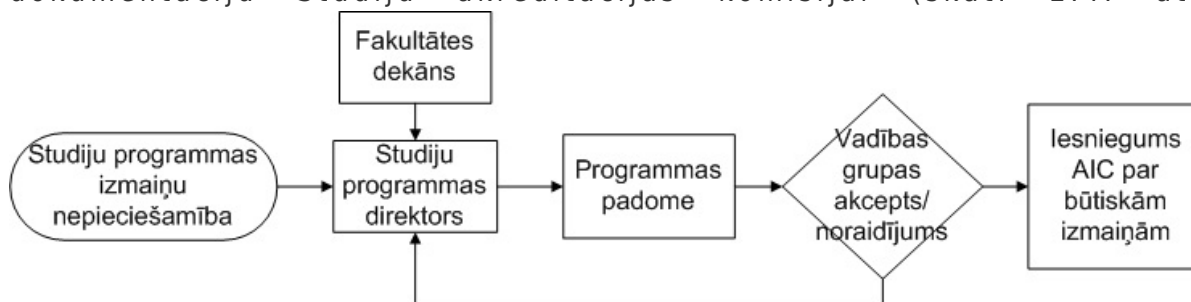 Fakultātes
dekāns
Studiju programmas
izmaiņu
nepieciešamība
Studiju
programmas
direktors
Programmas
padome
Vadības
grupas
akcepts/
noraidījums
Iesniegums
AIC par
būtiskām
izmaiņām